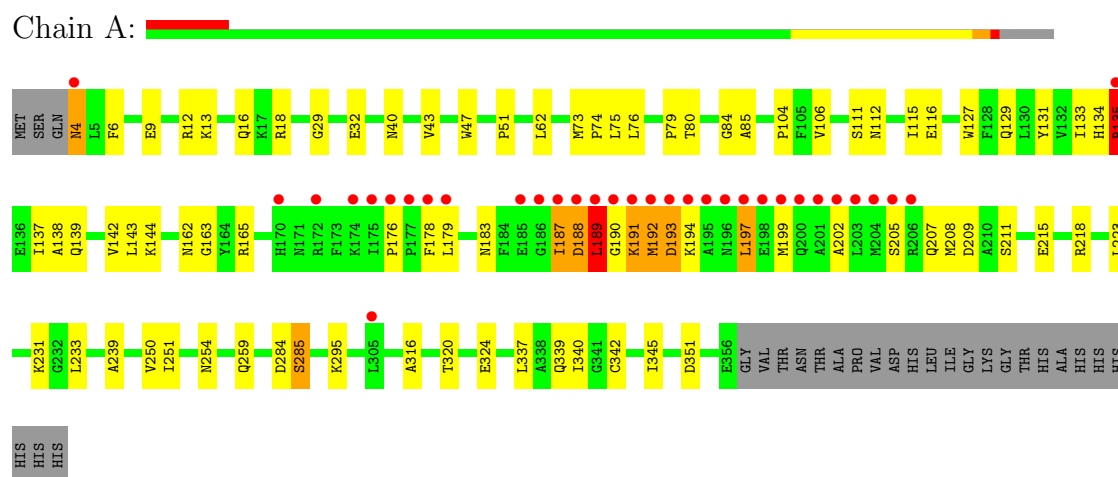 Chain A:
MET SER GLN N4 L5 F6 E9 R12 K13 Q16 K17 R18 G29 E32 N40 V43 W47 P51 L62 M73 P74 L75 L76 P79 T80 G84 A85 P104 F105 V106 S111 N112 I115 E116 W127 F128 Q129 L130 Y131 V132 I133 H134
E136 I137 A138 Q139 V142 L143 K144 N162 G163 Y164 R165 H170 N171 R172 F173 K174 I175 P176 P177 F178 L179 N183 F184 E185 G186 I187 D188 L189 G190 K191 M192 D193 K194 A195 N196 L197 E198 M199 Q200 A201 A202 L203 M204 S205 R206 Q207 M208 D209 A210 S211 E215 R218
K231 G232 L233 A239 V250 I251 N254 Q259 D284 S285 K295 L305 A316 T320 E324 L337 A338 Q339 I340 G341 C342 I345 D351 E356 GLY VAL THR ASN THR ALA PRO VAL ASP HIS LEU ILE GLY LYS GLY THR HIS ALA HIS HIS HIS
HIS HIS HIS